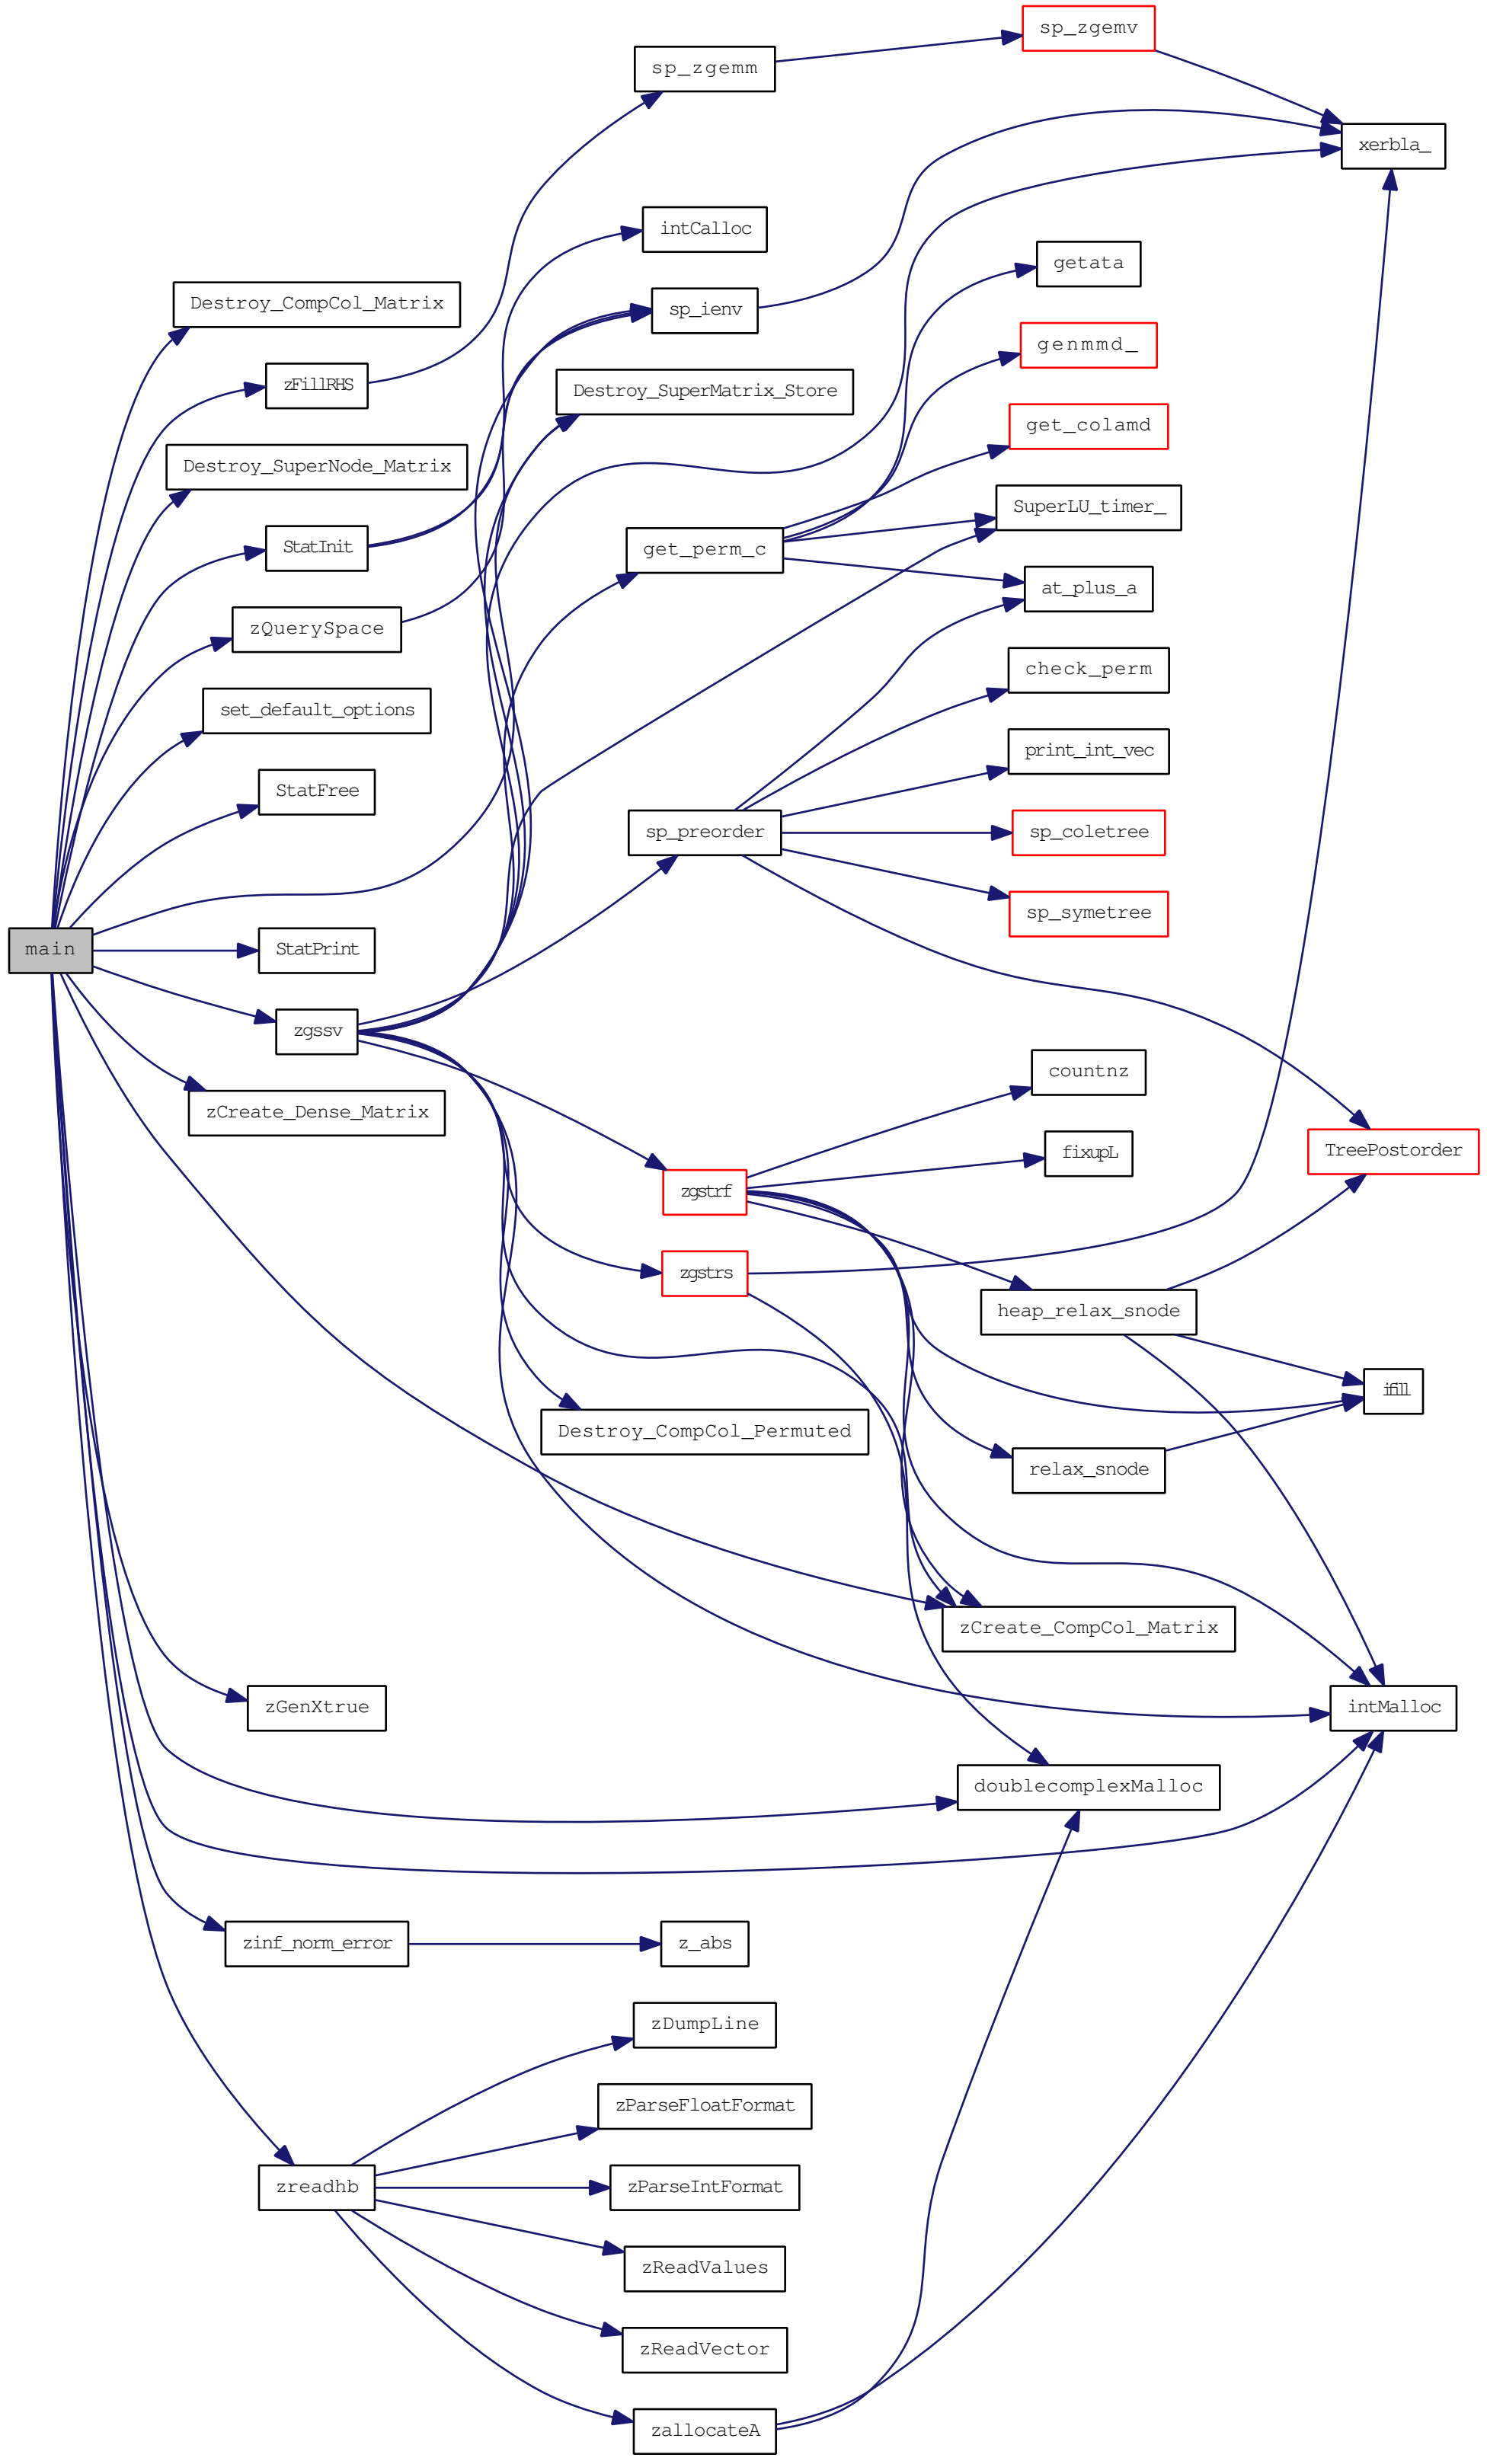 sp_zgemv
sp_zgemm
xerbla_
intCalloc
getata
Destroy_CompCol_Matrix
sp_ienv
genmmd_
zFillRHS
Destroy_SuperMatrix_Store
get_colamd
Destroy_SuperNode_Matrix
SuperLU_timer_
StatInit
get_perm_c
at_plus_a
zQuerySpace
check_perm
set_default_options
print_int_vec
StatFree
sp_preorder
sp_coletree
sp_symetree
main
StatPrint
zgssv
countnz
zCreate_Dense_Matrix
fixupL
TreePostorder
zgstrf
zgstrs
heap_relax_snode
ifill
Destroy_CompCol_Permuted
relax_snode
zCreate_CompCol_Matrix
zGenXtrue
intMalloc
doublecomplexMalloc
zinf_norm_error
z_abs
zDumpLine
zParseFloatFormat
zreadhb
zParseIntFormat
zReadValues
zReadVector
zallocateA